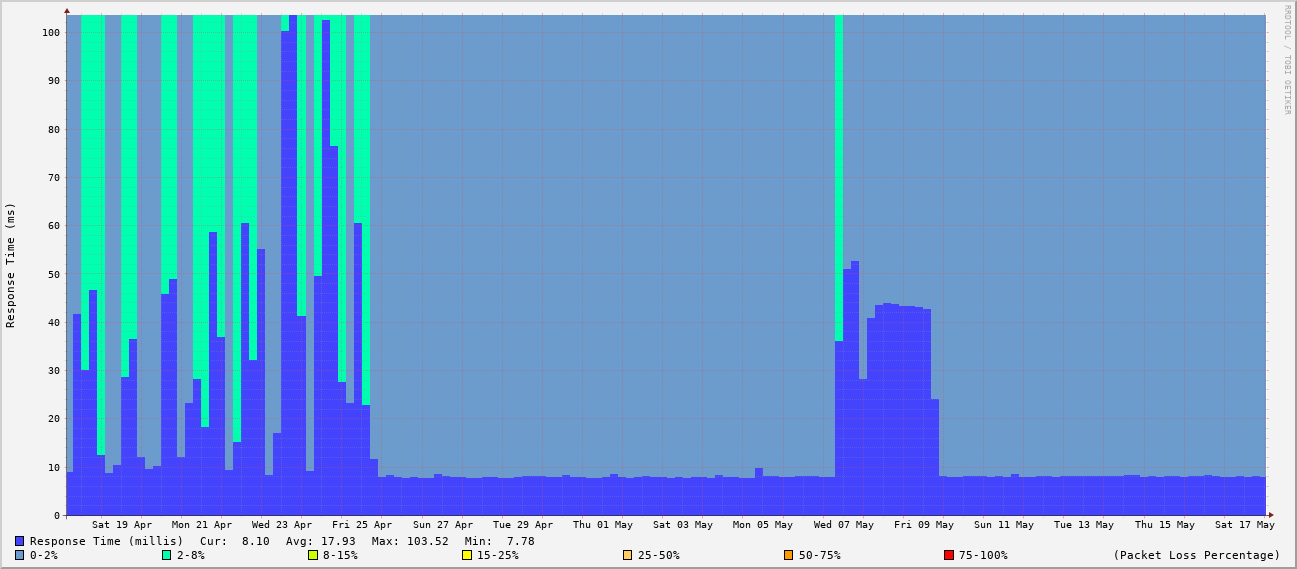 RRDTOOL / TOBI OETIKER
Response Time (ms)
100
90
80
70
60
50
40
30
20
10
0
Sat 19 Apr Mon 21 Apr Wed 23 Apr Fri 25 Apr Sun 27 Apr Tue 29 Apr Thu 01 May Sat 03 May Mon 05 May Wed 07 May Fri 09 May Sun 11 May Tue 13 May Thu 15 May Sat 17 May
Response Time (millis) Cur: 8.10 Avg: 17.93 Max: 103.52 Min: 7.78
0-2% 2-8% 8-15% 15-25% 25-50% 50-75% 75-100% (Packet Loss Percentage)